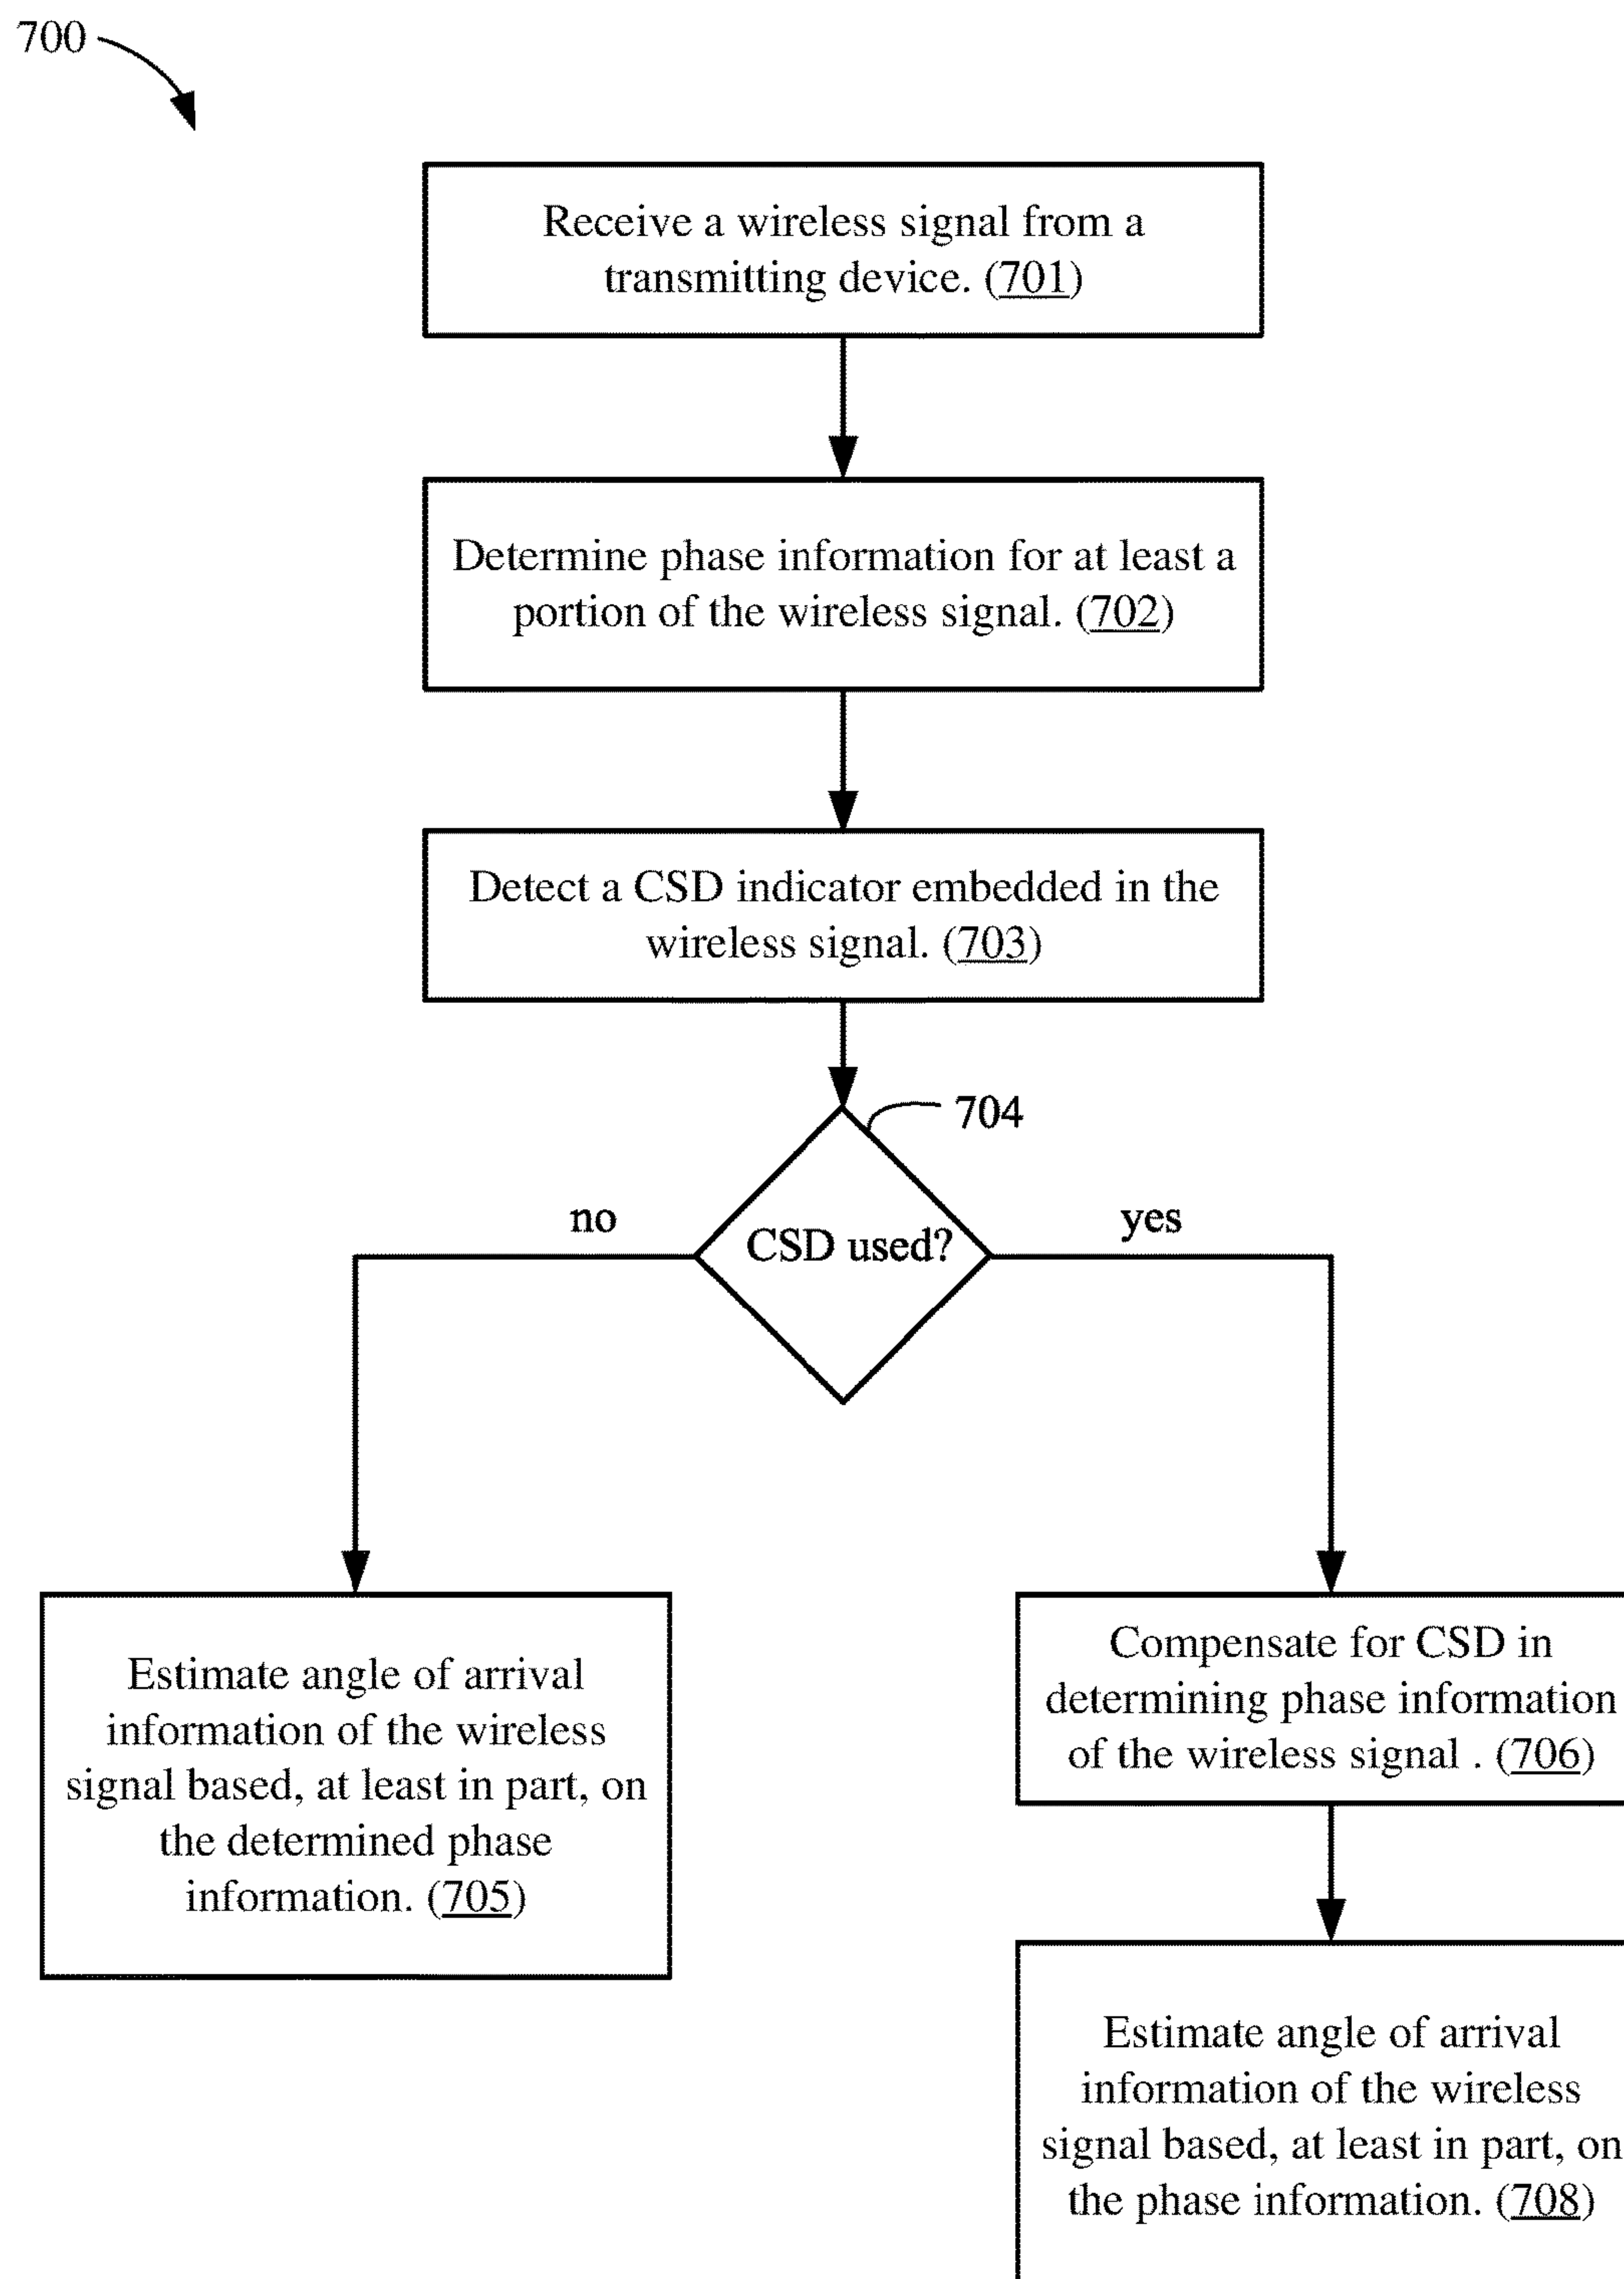 700
Receive a wireless signal from a
transmitting device. (701)
Determine phase information for at least a
portion of the wireless signal. (702)
Detect a CSD indicator embedded in the
wireless signal. (703)
704
CSD used?
no
yes
Estimate angle of arrival
information of the wireless
signal based, at least in part, on
the determined phase
information. (705)
Compensate for CSD in
determining phase information
of the wireless signal . (706)
Estimate angle of arrival
information of the wireless
signal based, at least in part, on
the phase information. (708)